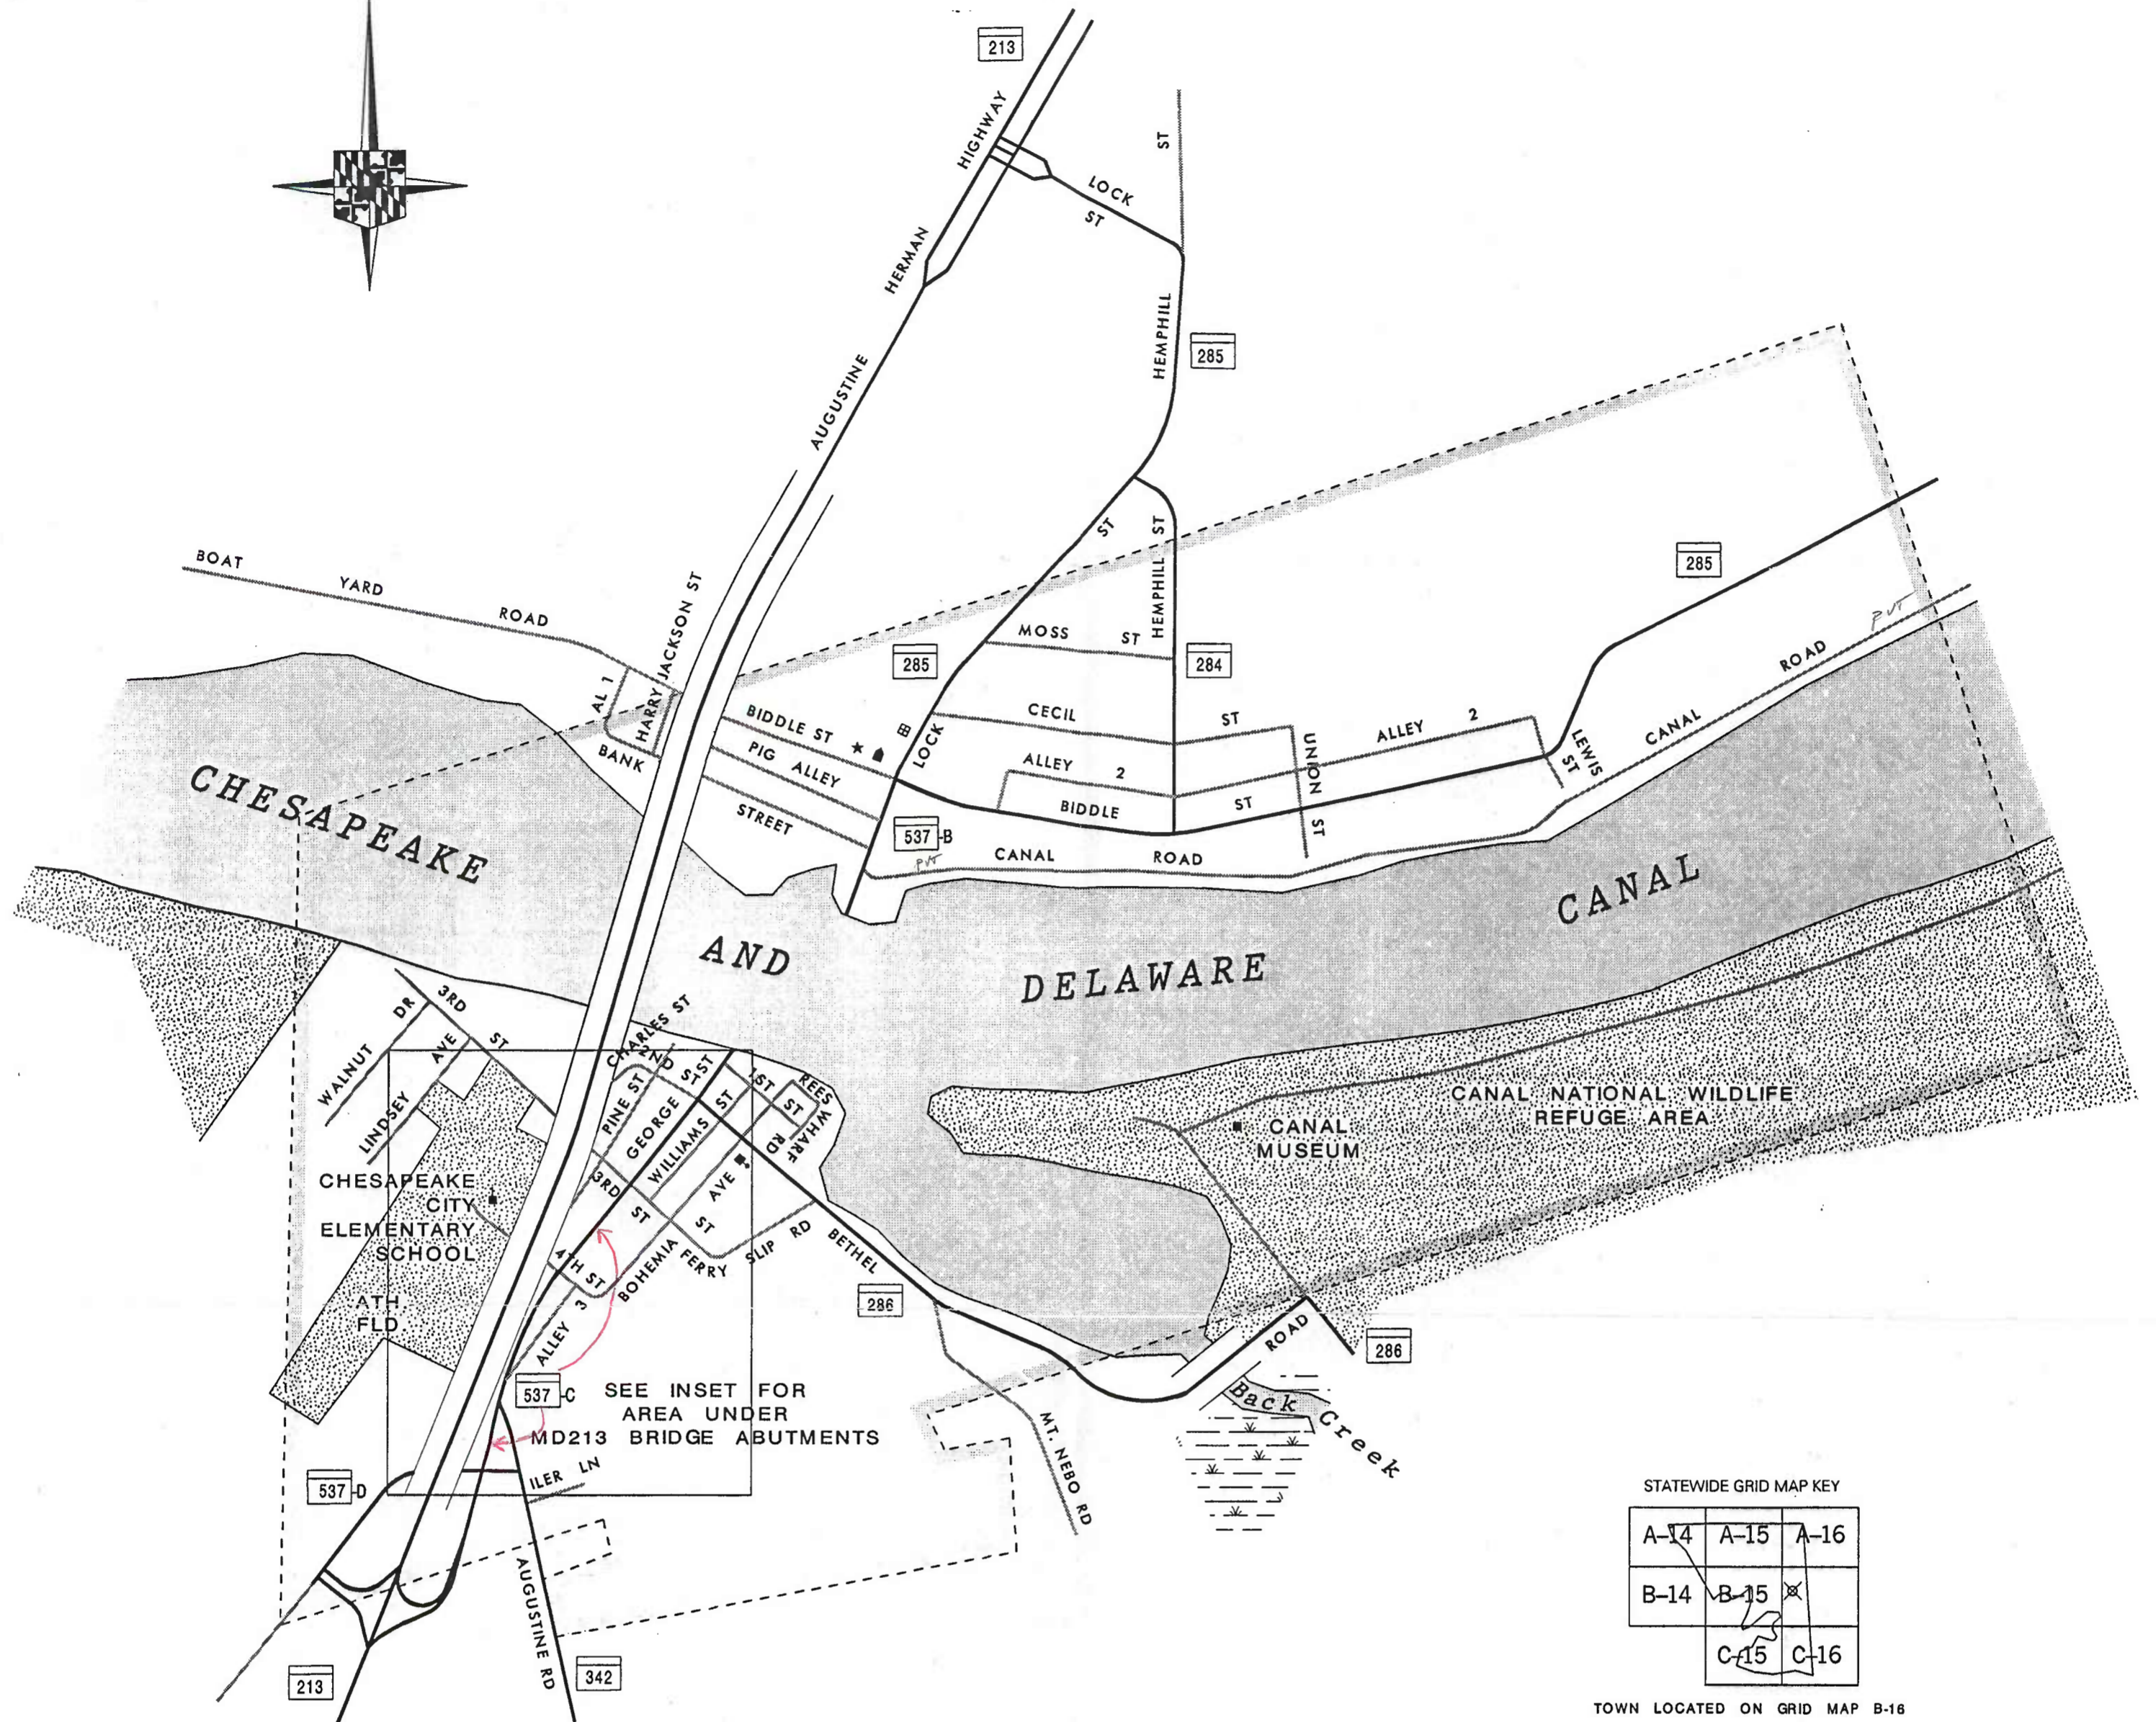 213
HIGHWAY
ST
LOCK
ST
HERMAN
HEMPHILL
285
AUGUSTINE
ST
HEMPHILL ST
285
BOAT YARD ROAD
HARRY JACKSON ST
PVT
MOSS ST
285
284
ROAD
AL 1
BIDDLE ST
CECIL ST
ALLEY 2
CANAL
LEWIS ST
BANK
PIG ALLEY
LOCK
ALLEY 2
UNION ST
CHESAPEAKE
STREET
BIDDLE ST
537-B
PVT
CANAL ROAD
CANAL
AND
DELAWARE
3RD ST
WALNUT DR
LINDSEY AVE
CHARLES ST
2ND ST
1ST ST
REES WHARF RD
PINE ST
GEORGE ST
WILLIAMS ST
CANAL NATIONAL WILDLIFE
REFUGE AREA
CANAL
MUSEUM
CHESAPEAKE
CITY
ELEMENTARY
SCHOOL
3RD ST
AVE
ST
4TH ST
BOHEMIA
FERRY SLIP RD
BETHEL
ATH.
FLD.
286
ALLEY 3
ROAD
286
537-C
SEE INSET FOR
AREA UNDER
MD213 BRIDGE ABUTMENTS
Back Creek
MT. NEBO RD
ILER LN
537-D
AUGUSTINE RD
342
213
STATEWIDE GRID MAP KEY
A-14 A-15 A-16
B-14 B-15
C-15 C-16
TOWN LOCATED ON GRID MAP B-16